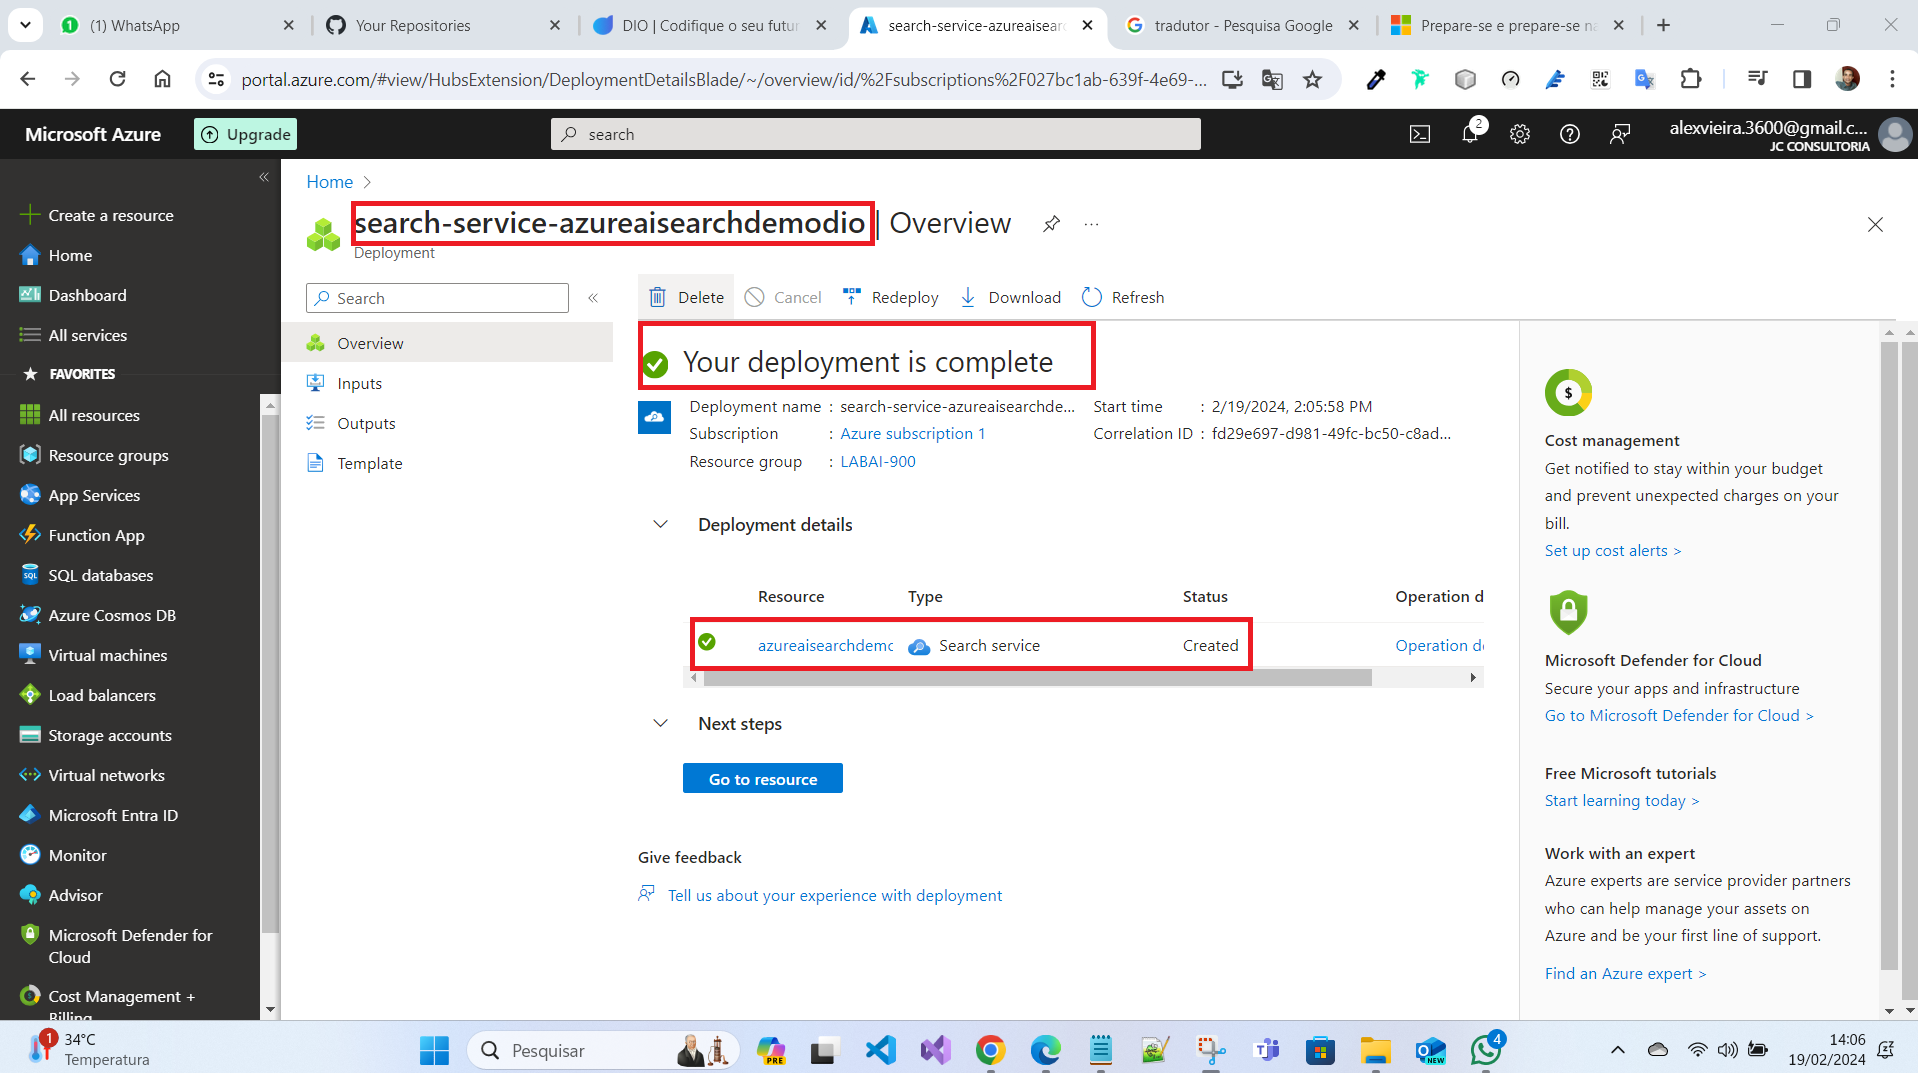 (1) WhatsApp
Your Repositories
DIO | Codifique o seu futur
search-service-azureaisearc
tradutor - Pesquisa Google
Prepare-se e prepare-se na
portal.azure.com/#view/HubsExtension/DeploymentDetailsBlade/~/overview/id/%2Fsubscriptions%2F027bc1ab-639f-4e69-...
Microsoft Azure
Upgrade
search
2
alexvieira.3600@gmail.c...
JC CONSULTORIA
Create a resource
Home
Dashboard
All services
FAVORITES
All resources
Resource groups
App Services
Function App
SQL databases
Azure Cosmos DB
Virtual machines
Load balancers
Storage accounts
Virtual networks
Microsoft Entra ID
Monitor
Advisor
Microsoft Defender for
Cloud
Cost Management +
Billing
Home >
search-service-azureaisearchdemodio | Overview
...
Deployment
Search
Overview
Inputs
Outputs
Template
Delete
Cancel
Redeploy
Download
Refresh
Your deployment is complete
Deployment name : search-service-azureaisearchde...
Subscription : Azure subscription 1
Resource group : LABAI-900
Start time : 2/19/2024, 2:05:58 PM
Correlation ID : fd29e697-d981-49fc-bc50-c8ad...
Deployment details
Resource Type Status Operation d
azureaisearchdemo Search service Created Operation de
Next steps
Go to resource
Give feedback
Tell us about your experience with deployment
$
Cost management
Get notified to stay within your budget
and prevent unexpected charges on your
bill.
Set up cost alerts >
Microsoft Defender for Cloud
Secure your apps and infrastructure
Go to Microsoft Defender for Cloud >
Free Microsoft tutorials
Start learning today >
Work with an expert
Azure experts are service provider partners
who can help manage your assets on
Azure and be your first line of support.
Find an Azure expert >
1
34°C
Temperatura
Pesquisar
PRE
NEW
4
14:06
19/02/2024